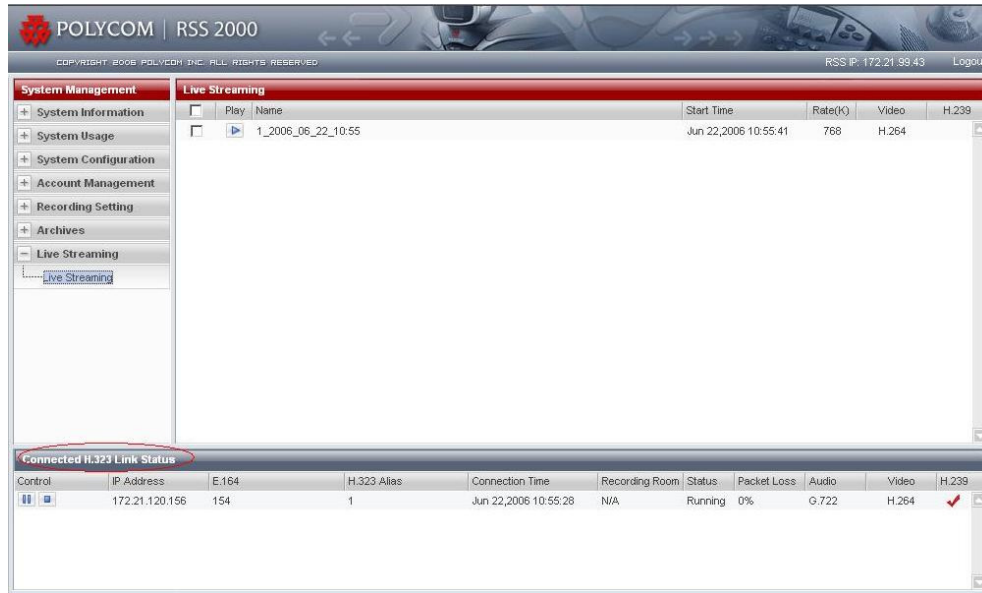 POLYCOM | RSS 2000
COPYRIGHT 2006 POLYCOM INC. ALL RIGHTS RESERVED
RSS IP: 172.21.99.43 Logou
System Management
System Information
System Usage
System Configuration
Account Management
Recording Setting
Archives
Live Streaming
Live Streaming
Live Streaming
Play Name Start Time Rate(K) Video H.239
1_2006_06_22_10:55 Jun 22,2006 10:55:41 768 H.264
Connected H.323 Link Status
Control IP Address E.164 H.323 Alias Connection Time Recording Room Status Packet Loss Audio Video H.239
172.21.120.156 154 1 Jun 22,2006 10:55:28 N/A Running 0% G.722 H.264